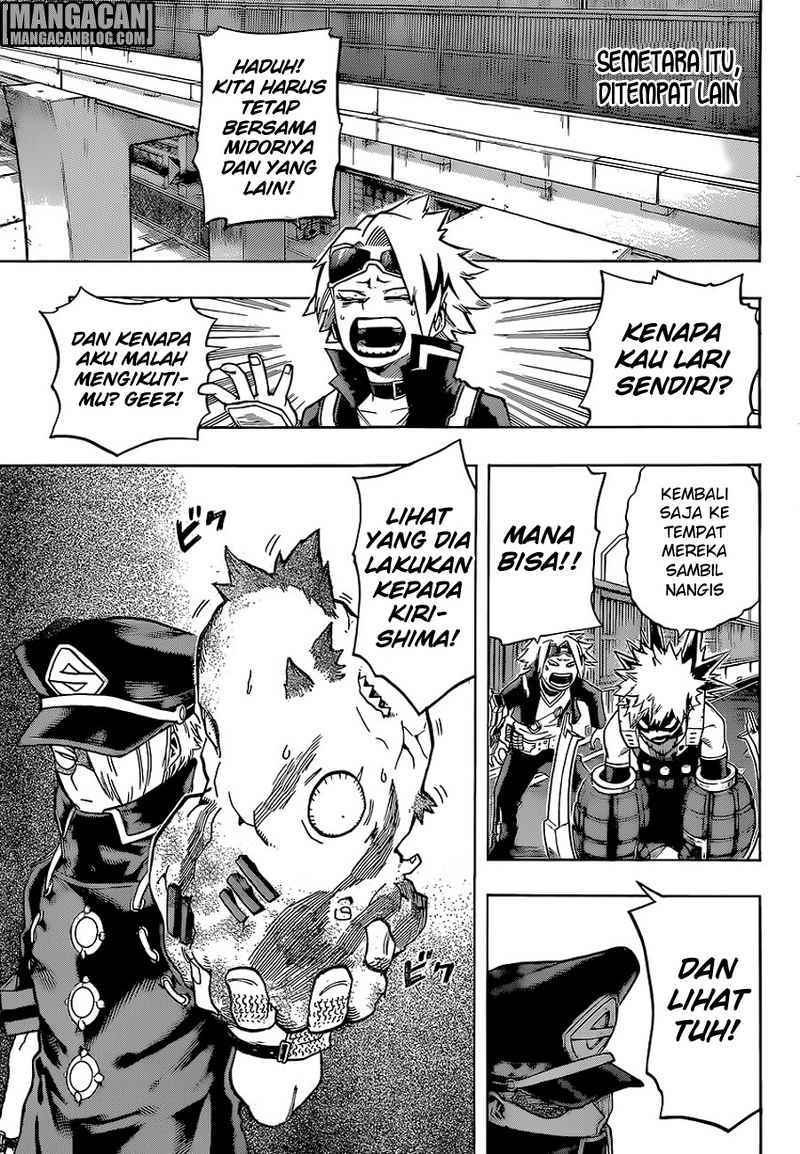 MANGACAN
MANGACANBLOG.COM
SEMETARA ITU,
DITEMPAT LAIN
HADUH!
KITA HARUS
TETAP
BERSAMA
MIDORIYA
DAN YANG
LAIN!
KENAPA
KAU LARI
SENDIRI?
DAN KENAPA
AKU MALAH
MENGIKUTI-
MU? GEEZ!
KEMBALI
SAJA KE
TEMPAT
MEREKA
SAMBIL
NANGIS
MANA
BISA!!
DAN
LIHAT
TUH!
LIHAT
YANG DIA
LAKUKAN
KEPADA
KIRI-
SHIMA!
ビク
ビク